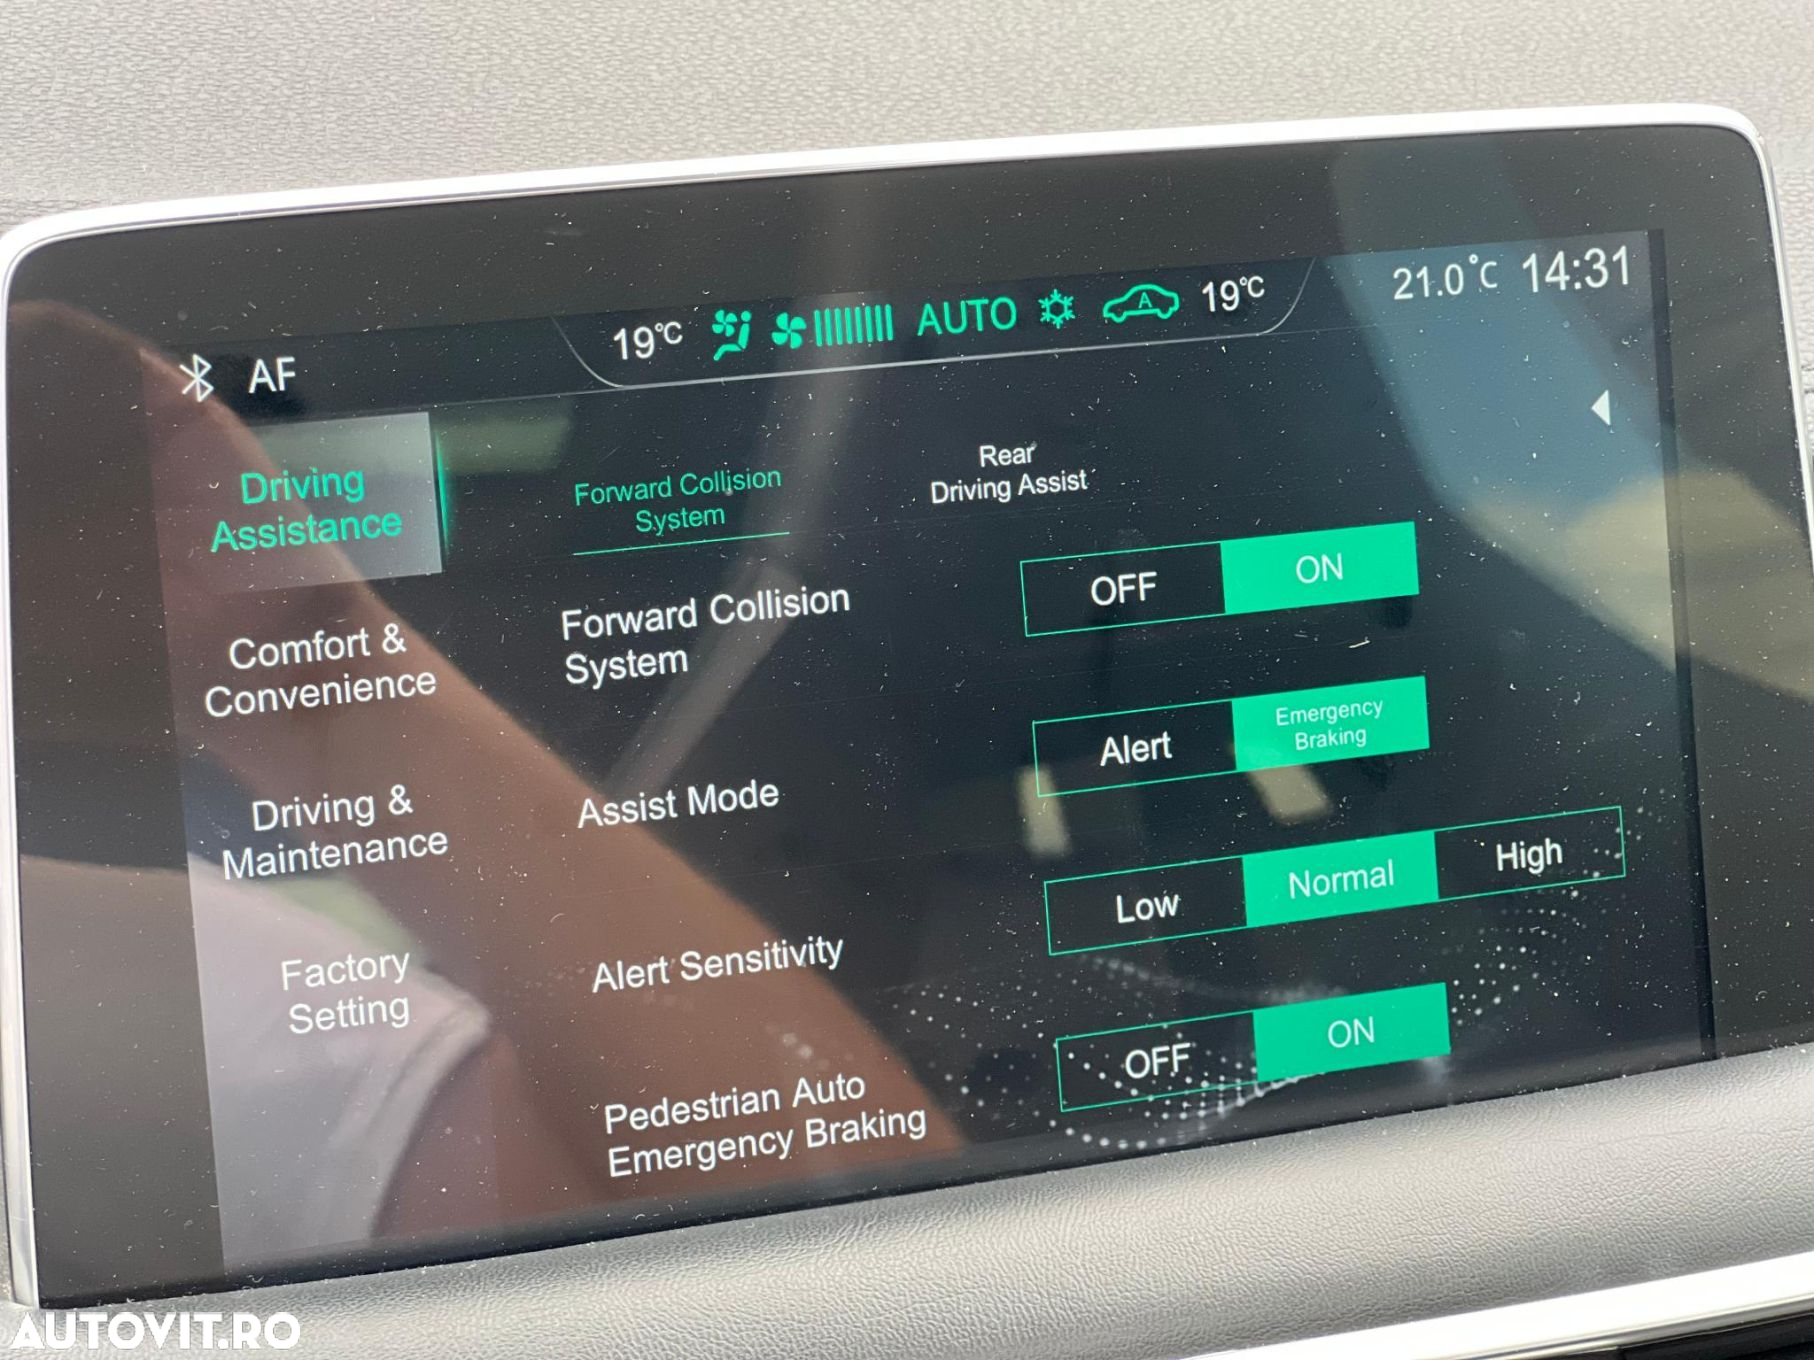 AF
19℃ AUTO A 19℃
21.0℃ 14:31
Driving
Assistance
Comfort &
Convenience
Driving &
Maintenance
Factory
Setting
Forward Collision
System
Rear
Driving Assist
Forward Collision
System
OFF ON
Assist Mode
Alert Emergency
Braking
Alert Sensitivity
Low Normal High
Pedestrian Auto
Emergency Braking
OFF ON
AUTOVIT.RO